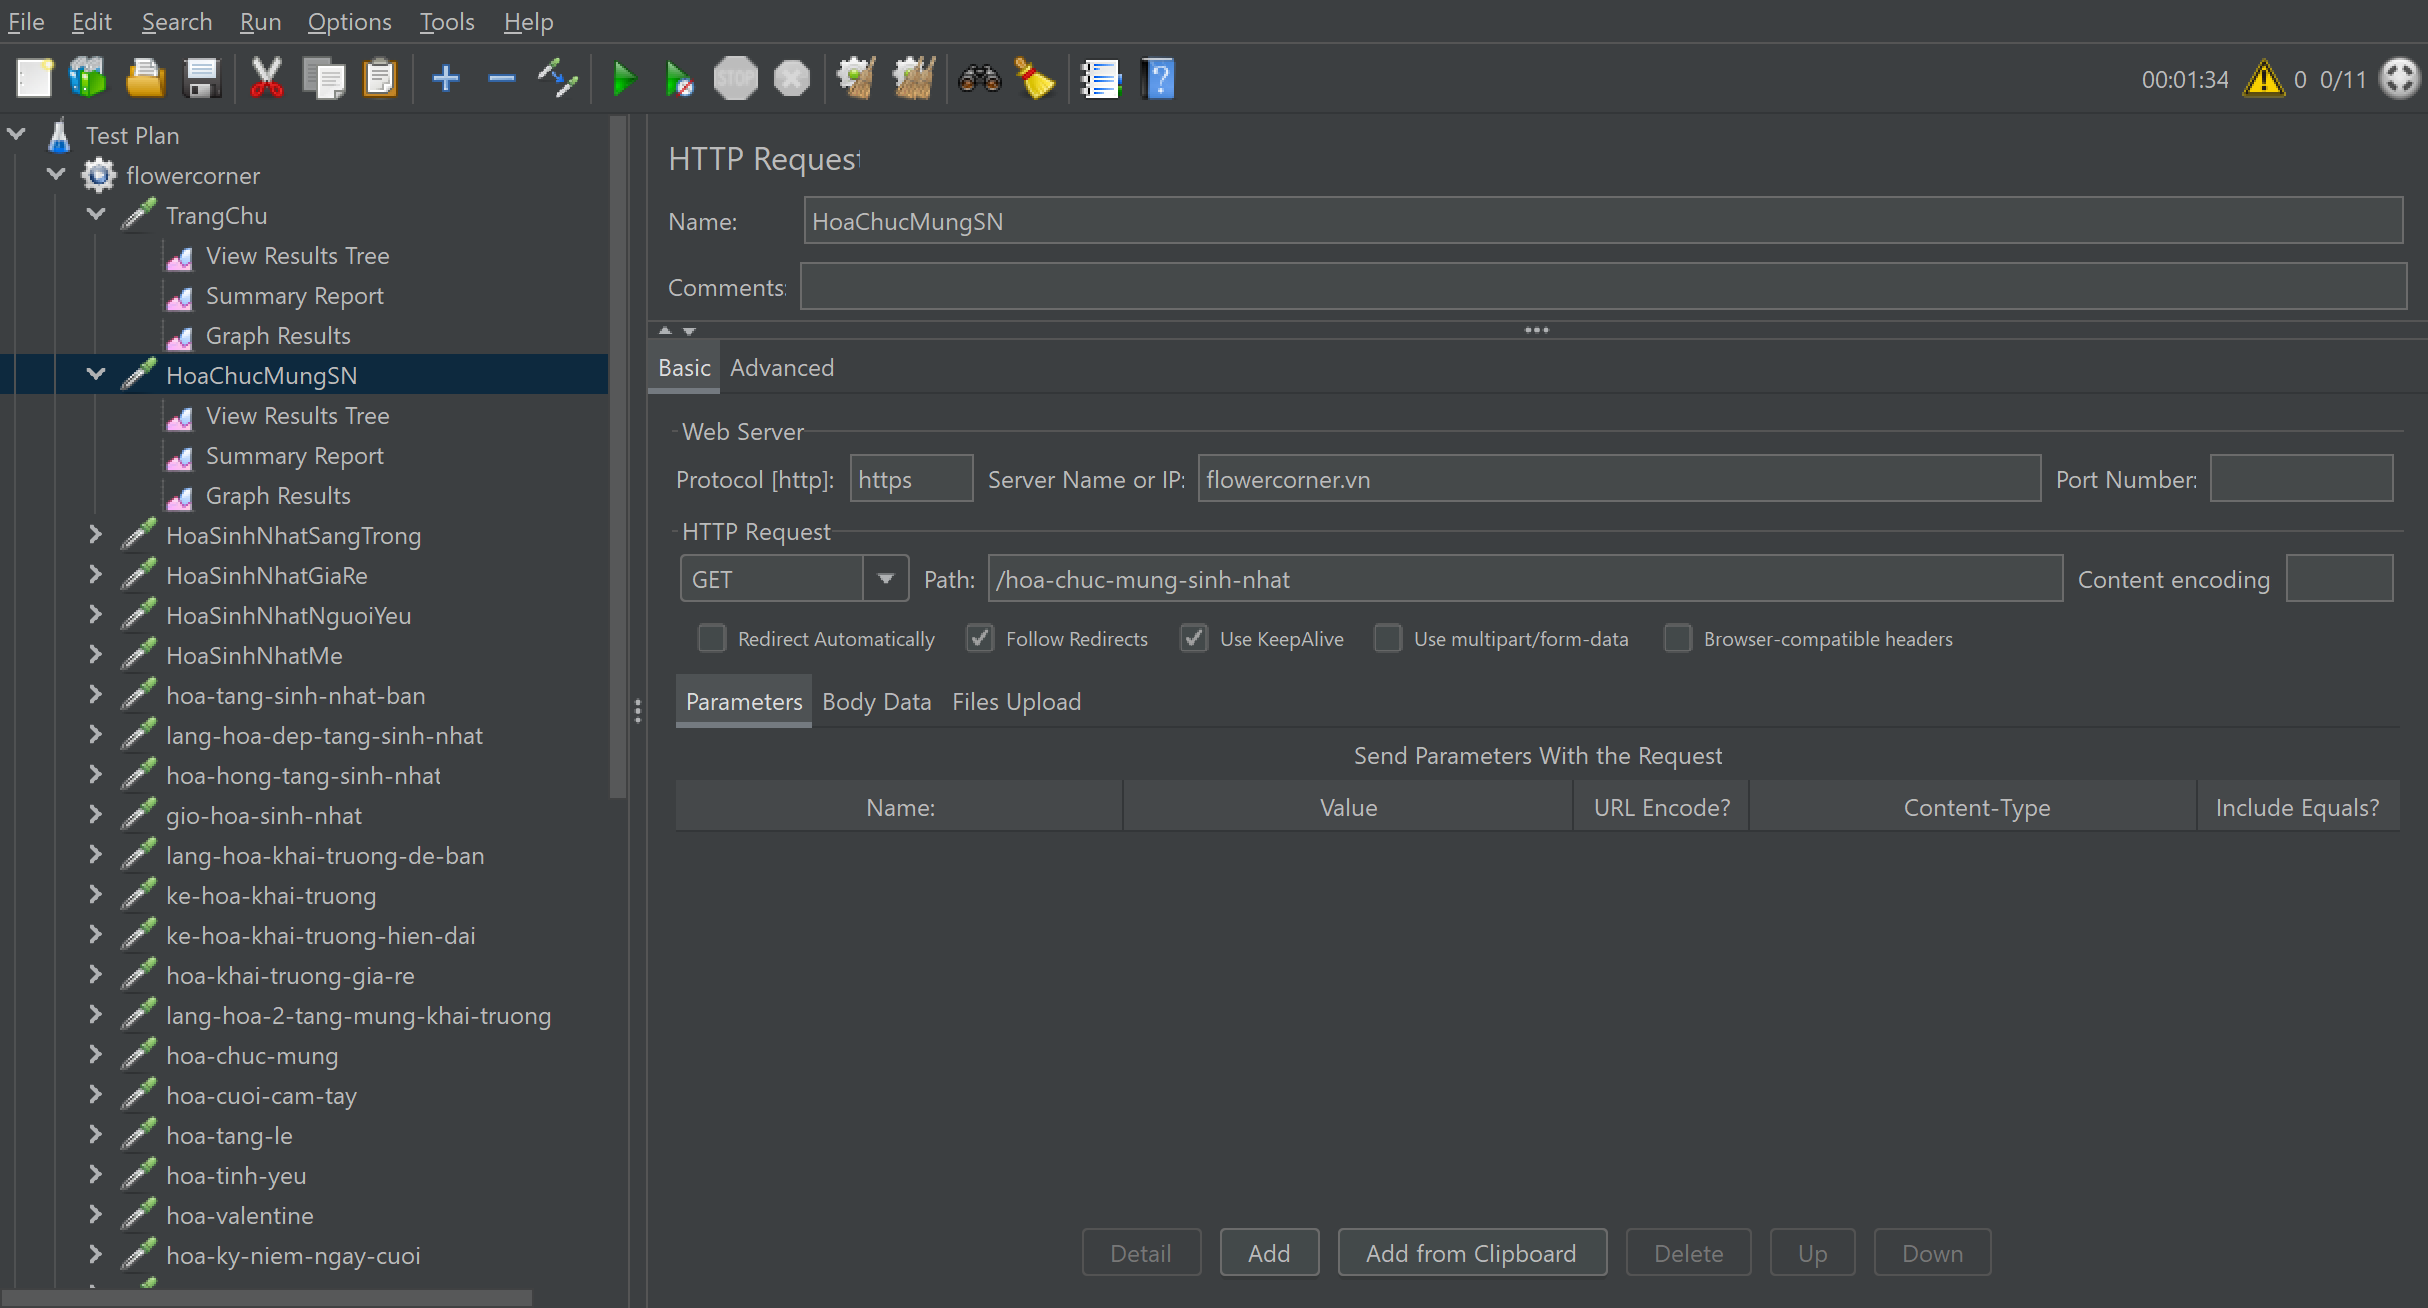 File Edit Search Run Options Tools Help
STOP
00:01:34 0 0/11
Test Plan
flowercorner
TrangChu
View Results Tree
Summary Report
Graph Results
HoaChucMungSN
View Results Tree
Summary Report
Graph Results
HoaSinhNhatSangTrong
HoaSinhNhatGiaRe
HoaSinhNhatNguoiYeu
HoaSinhNhatMe
hoa-tang-sinh-nhat-ban
lang-hoa-dep-tang-sinh-nhat
hoa-hong-tang-sinh-nhat
gio-hoa-sinh-nhat
lang-hoa-khai-truong-de-ban
ke-hoa-khai-truong
ke-hoa-khai-truong-hien-dai
hoa-khai-truong-gia-re
lang-hoa-2-tang-mung-khai-truong
hoa-chuc-mung
hoa-cuoi-cam-tay
hoa-tang-le
hoa-tinh-yeu
hoa-valentine
hoa-ky-niem-ngay-cuoi
HTTP Request
Name: HoaChucMungSN
Comments:
Basic Advanced
Web Server
Protocol [http]: https Server Name or IP: flowercorner.vn Port Number:
HTTP Request
GET Path: /hoa-chuc-mung-sinh-nhat Content encoding
Redirect Automatically Follow Redirects Use KeepAlive Use multipart/form-data Browser-compatible headers
Parameters Body Data Files Upload
Send Parameters With the Request
Name: Value URL Encode? Content-Type Include Equals?
Detail Add Add from Clipboard Delete Up Down